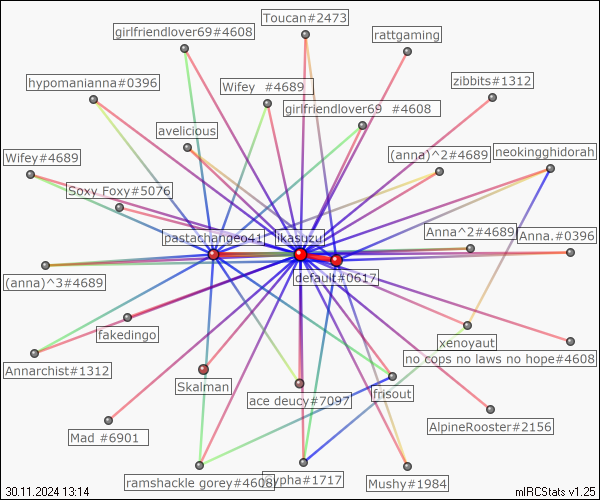 Toucan#2473
girlfriendlover69#4608
rattgaming
hypomanianna#0396
Wifey #4689
zibbits#1312
girlfriendlover69 #4608
avelicious
Wifey#4689
(anna)^2#4689
neokingghidorah
Soxy Foxy#5076
pastachangeo41
ikasuzu
Anna^2#4689
Anna.#0396
(anna)^3#4689
default#0617
fakedingo
xenoyaut
no cops no laws no hope#4608
Annarchist#1312
Skalman
ace deucy#7097
frisout
Mad #6901
AlpineRooster#2156
ramshackle gorey#4608
Mushy#1984
30.11.2024 13:14
mIRCStats v1.25